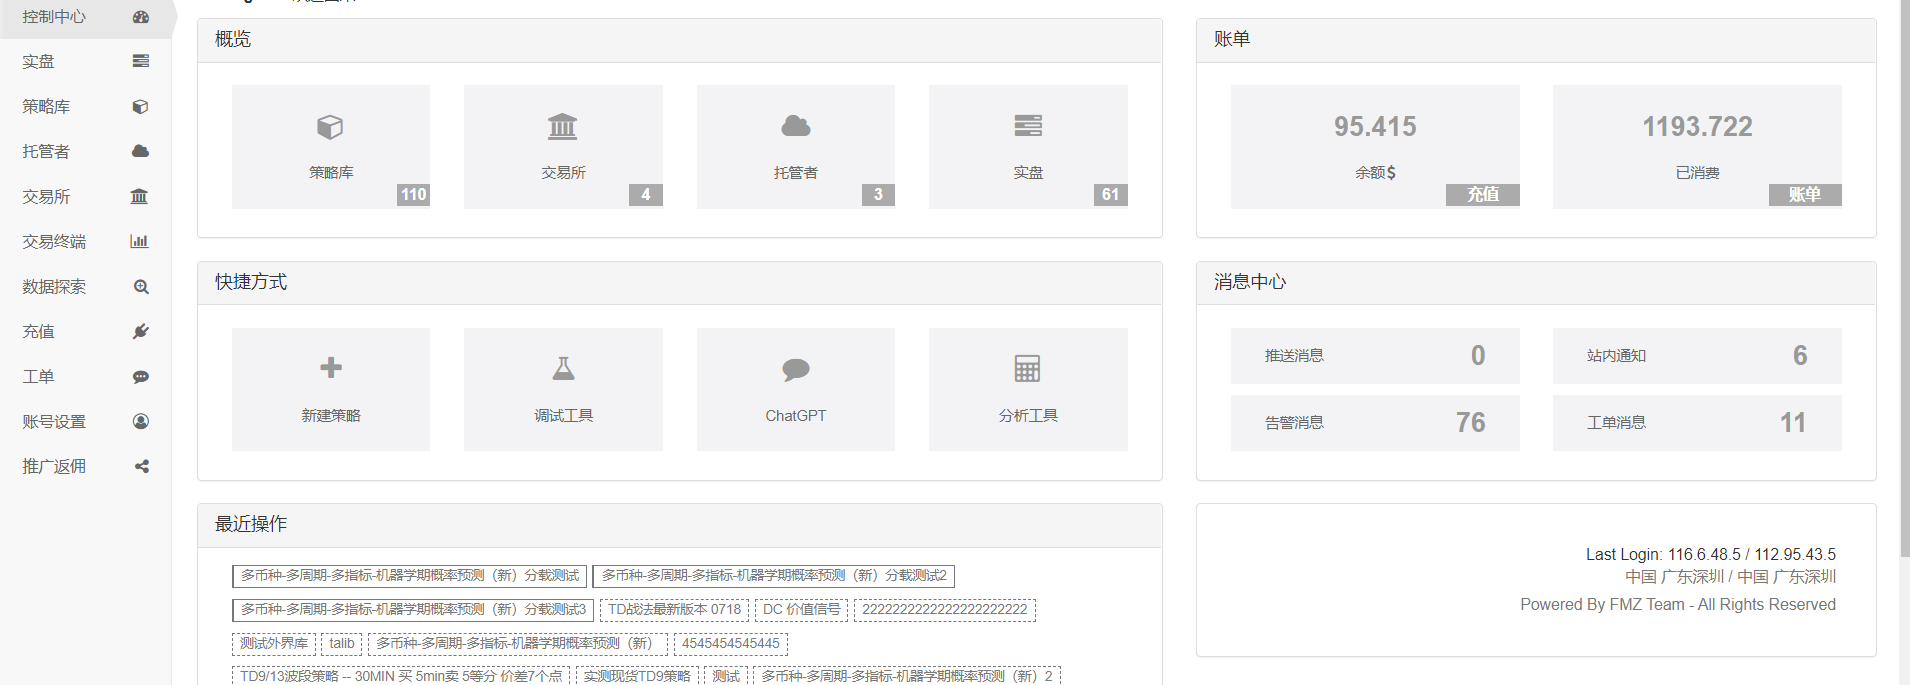 控制中心
实盘
策略库
托管者
交易所
交易终端
数据探索
充值
工单
账号设置
推广返佣
概览
策略库
110
交易所
4
托管者
3
实盘
61
账单
95.415
余额$
充值
1193.722
已消费
账单
快捷方式
新建策略
调试工具
ChatGPT
分析工具
消息中心
推送消息 0
站内通知 6
告警消息 76
工单消息 11
最近操作
多币种-多周期-多指标-机器学期概率预测（新）分载测试 多币种-多周期-多指标-机器学期概率预测（新）分载测试2
多币种-多周期-多指标-机器学期概率预测（新）分载测试3 TD战法最新版本 0718 DC 价值信号 2222222222222222222222
测试外界库 talib 多币种-多周期-多指标-机器学期概率预测（新） 4545454545445
TD9/13波段策略 -- 30MIN 买 5min卖 5等分 价差7个点 实测现货TD9策略 测试 多币种-多周期-多指标-机器学期概率预测（新）2
Last Login: 116.6.48.5 / 112.95.43.5
中国 广东深圳 / 中国 广东深圳
Powered By FMZ Team - All Rights Reserved